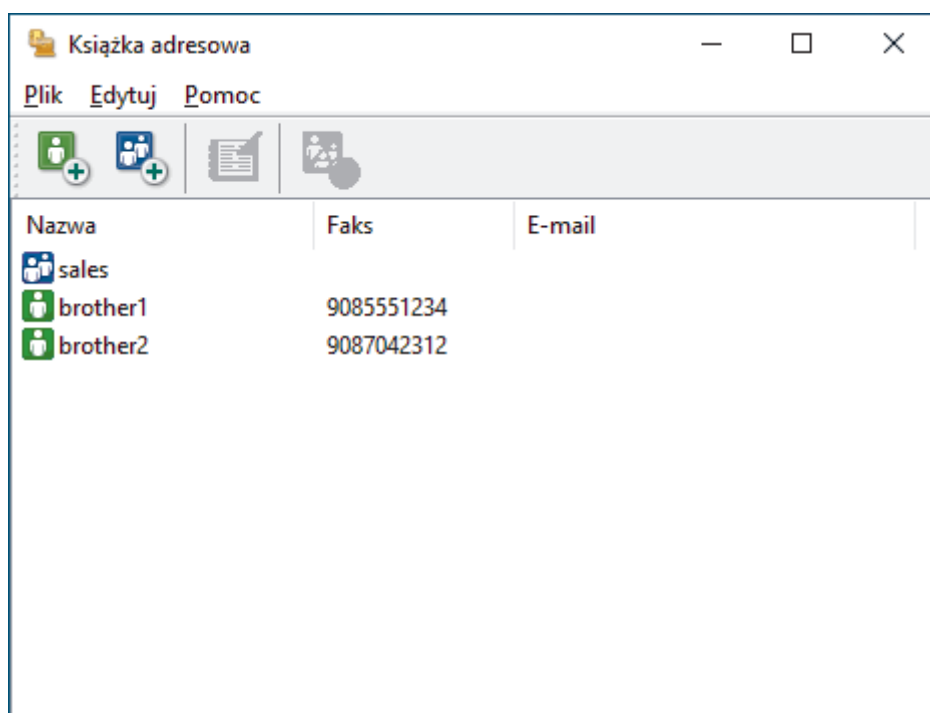 Książka adresowa
Plik Edytuj Pomoc
Nazwa Faks E-mail
sales
brother1 9085551234
brother2 9087042312